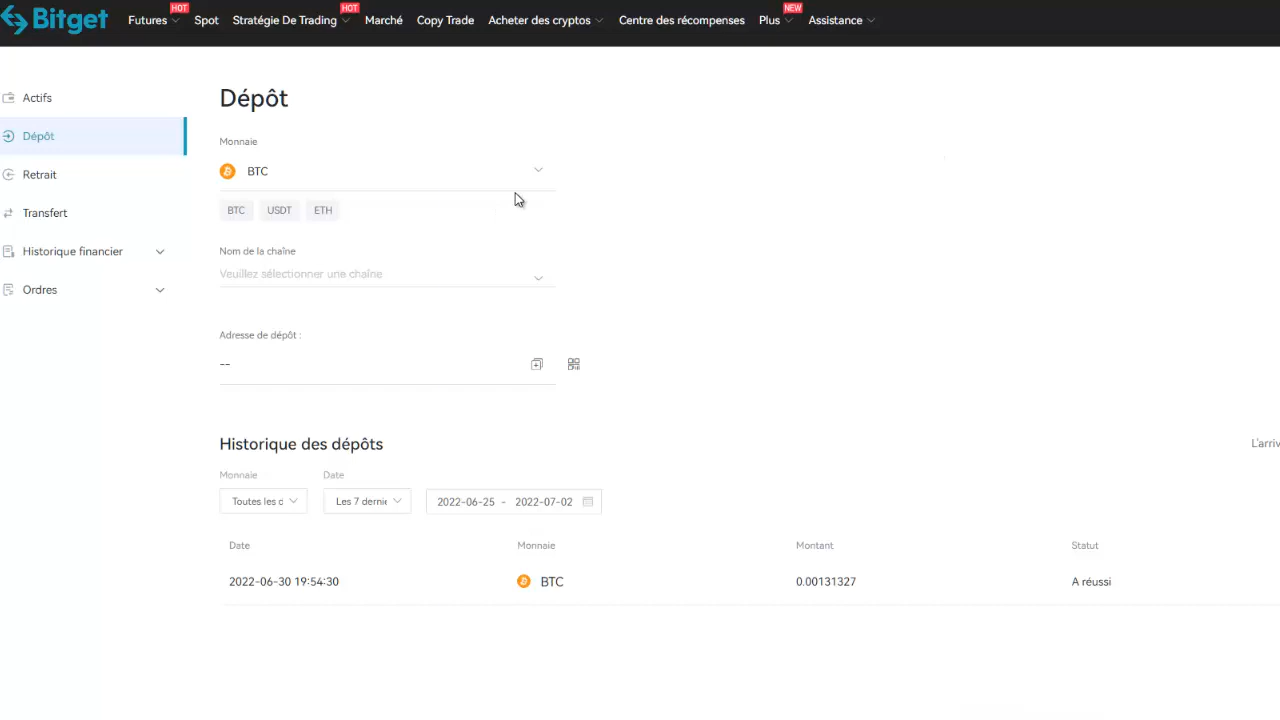 Bitget
Futures HOT Spot Stratégie De Trading HOT Marché Copy Trade Acheter des cryptos Centre des récompenses Plus NEW Assistance
Actifs
Dépôt
Retrait
Transfert
Historique financier
Ordres
Dépôt
Monnaie
BTC
BTC USDT ETH
Nom de la chaîne
Veuillez sélectionner une chaîne
Adresse de dépôt :
--
Historique des dépôts
L'arriv
Monnaie Date
Toutes les d Les 7 dernie 2022-06-25 - 2022-07-02
Date Monnaie Montant Statut
2022-06-30 19:54:30 BTC 0.00131327 A réussi